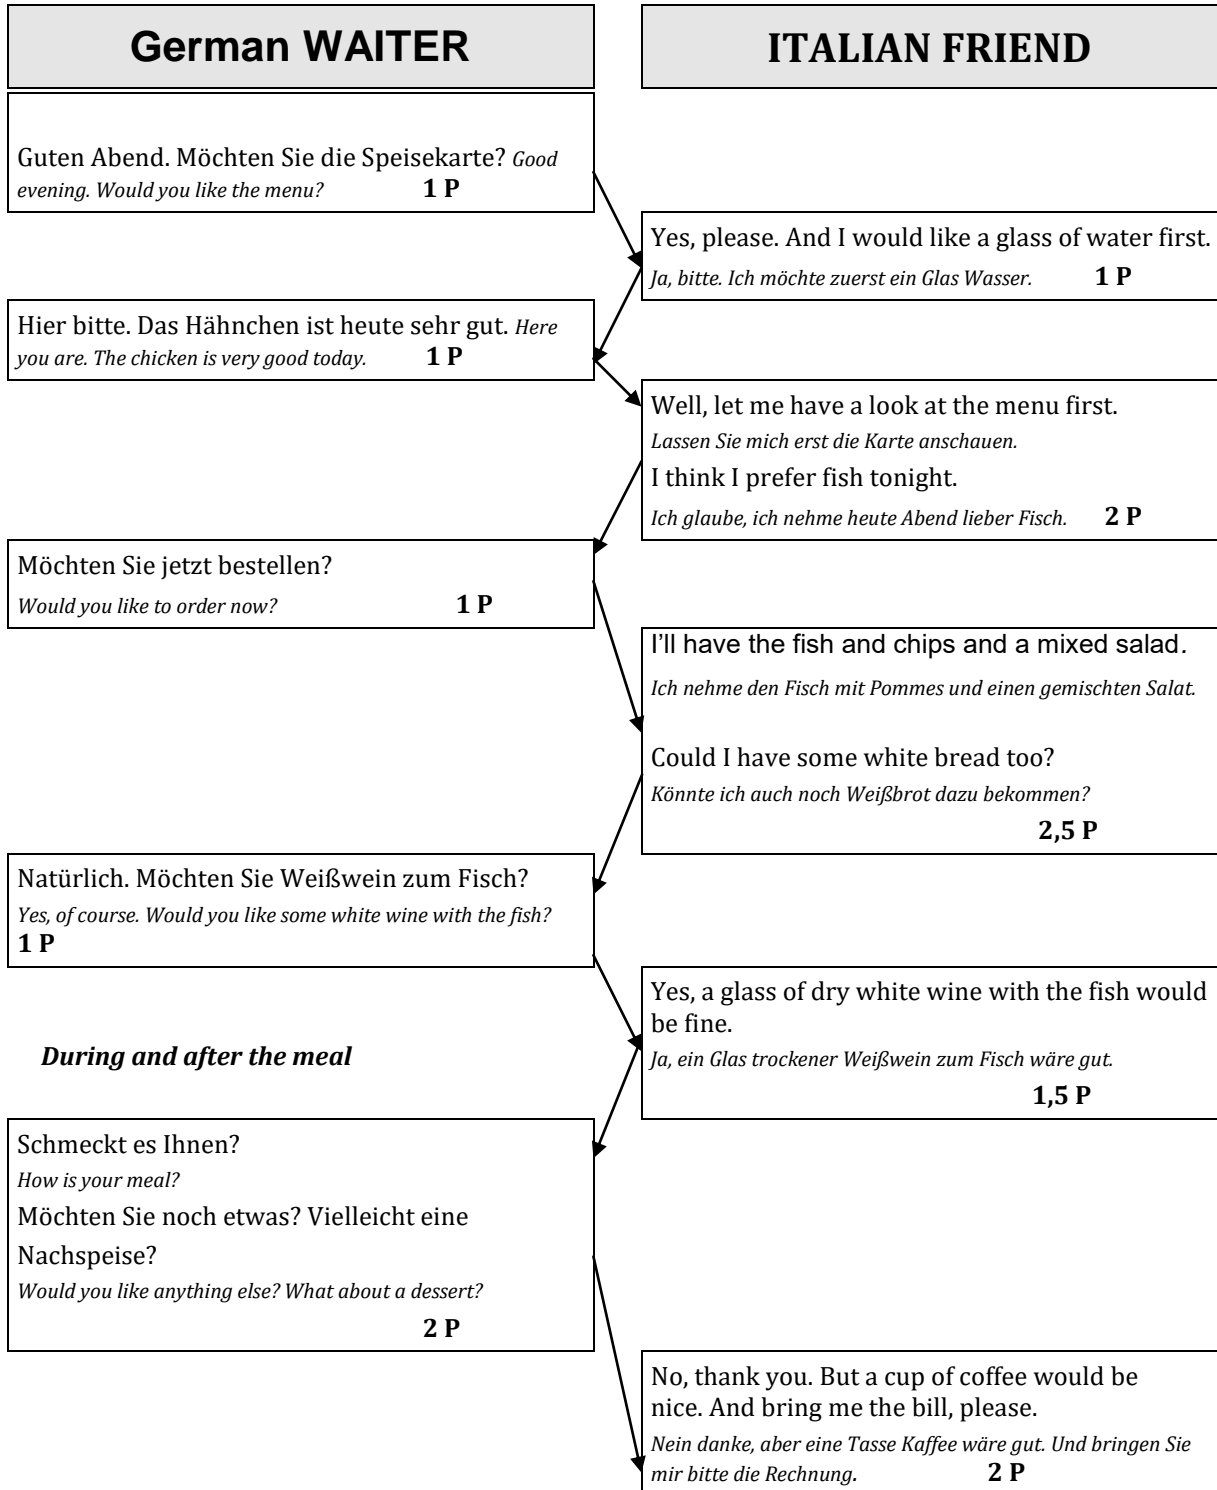 German WAITER
ITALIAN FRIEND
Guten Abend. Möchten Sie die Speisekarte? Good
evening. Would you like the menu? 1 P
Yes, please. And I would like a glass of water first.
Ja, bitte. Ich möchte zuerst ein Glas Wasser. 1 P
Hier bitte. Das Hähnchen ist heute sehr gut. Here
you are. The chicken is very good today. 1 P
Well, let me have a look at the menu first.
Lassen Sie mich erst die Karte anschauen.
I think I prefer fish tonight.
Ich glaube, ich nehme heute Abend lieber Fisch. 2 P
Möchten Sie jetzt bestellen?
Would you like to order now? 1 P
I’ll have the fish and chips and a mixed salad.
Ich nehme den Fisch mit Pommes und einen gemischten Salat.
Could I have some white bread too?
Könnte ich auch noch Weißbrot dazu bekommen?
2,5 P
Natürlich. Möchten Sie Weißwein zum Fisch?
Yes, of course. Would you like some white wine with the fish?
1 P
Yes, a glass of dry white wine with the fish would
be fine.
Ja, ein Glas trockener Weißwein zum Fisch wäre gut.
1,5 P
During and after the meal
Schmeckt es Ihnen?
How is your meal?
Möchten Sie noch etwas? Vielleicht eine
Nachspeise?
Would you like anything else? What about a dessert?
2 P
No, thank you. But a cup of coffee would be
nice. And bring me the bill, please.
Nein danke, aber eine Tasse Kaffee wäre gut. Und bringen Sie
mir bitte die Rechnung. 2 P